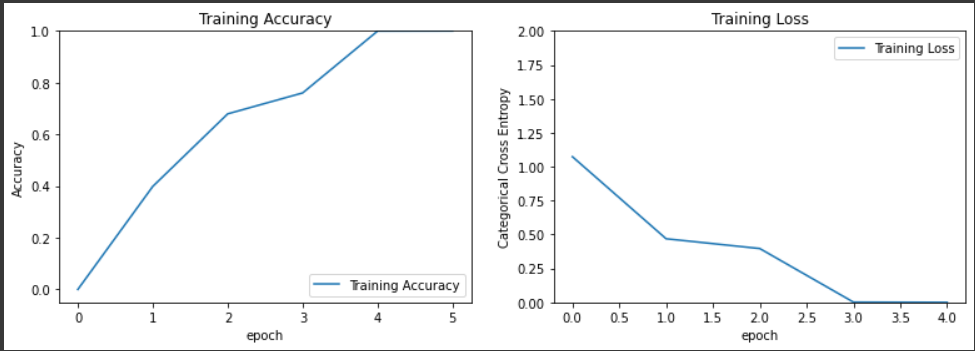 Training Accuracy
1.0
0.8
0.6
0.4
0.2
0.0
Accuracy
Training Accuracy
0 1 2 3 4 5
epoch
Training Loss
2.00
1.75
1.50
1.25
1.00
0.75
0.50
0.25
0.00
Categorical Cross Entropy
Training Loss
0.0 0.5 1.0 1.5 2.0 2.5 3.0 3.5 4.0
epoch